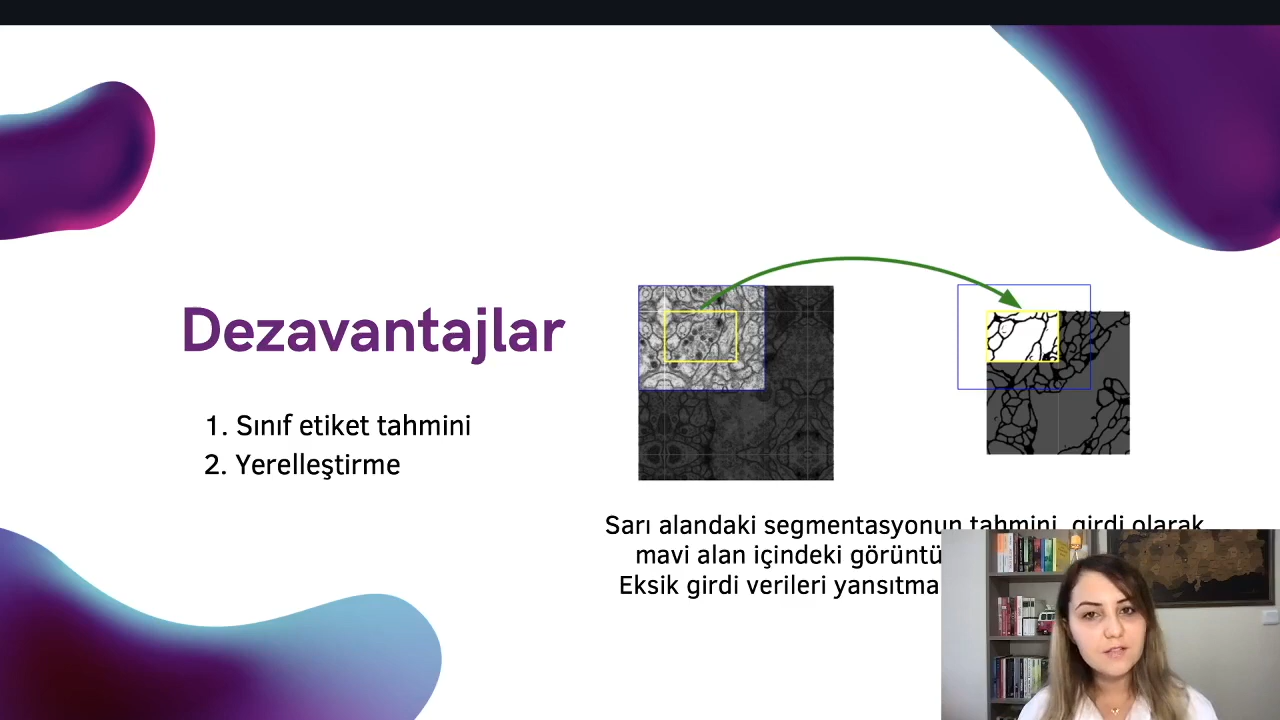 Dezavantajlar
1. Sınıf etiket tahmini
2. Yerelleştirme
Sarı alandaki segmentasyonun tahmini, girdi olarak
mavi alan içindeki görüntü
Eksik girdi verileri yansıtma